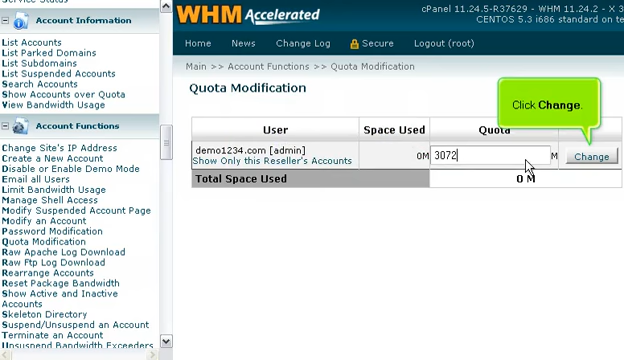 Service Status
Account Information
List Accounts
List Parked Domains
List Subdomains
List Suspended Accounts
Search Accounts
Show Accounts over Quota
View Bandwidth Usage
Account Functions
Change Site's IP Address
Create a New Account
Disable or Enable Demo Mode
Email all Users
Limit Bandwidth Usage
Manage Shell Access
Modify Suspended Account Page
Modify an Account
Password Modification
Quota Modification
Raw Apache Log Download
Raw Ftp Log Download
Rearrange Accounts
Reset Package Bandwidth
Show Active and Inactive
Accounts
Skeleton Directory
Suspend/Unsuspend an Account
Terminate an Account
Unsuspend Bandwidth Exceeders
WHM Accelerated
cPanel 11.24.5-R37629 - WHM 11.24.2 - X 3
CENTOS 5.3 i686 standard on te
Home News Change Log Secure Logout (root)
Main >> Account Functions >> Quota Modification
Quota Modification
Click Change.
User Space Used Quota
demo1234.com [admin]
Show Only this Reseller's Accounts
0M 3072 M Change
Total Space Used 0 M